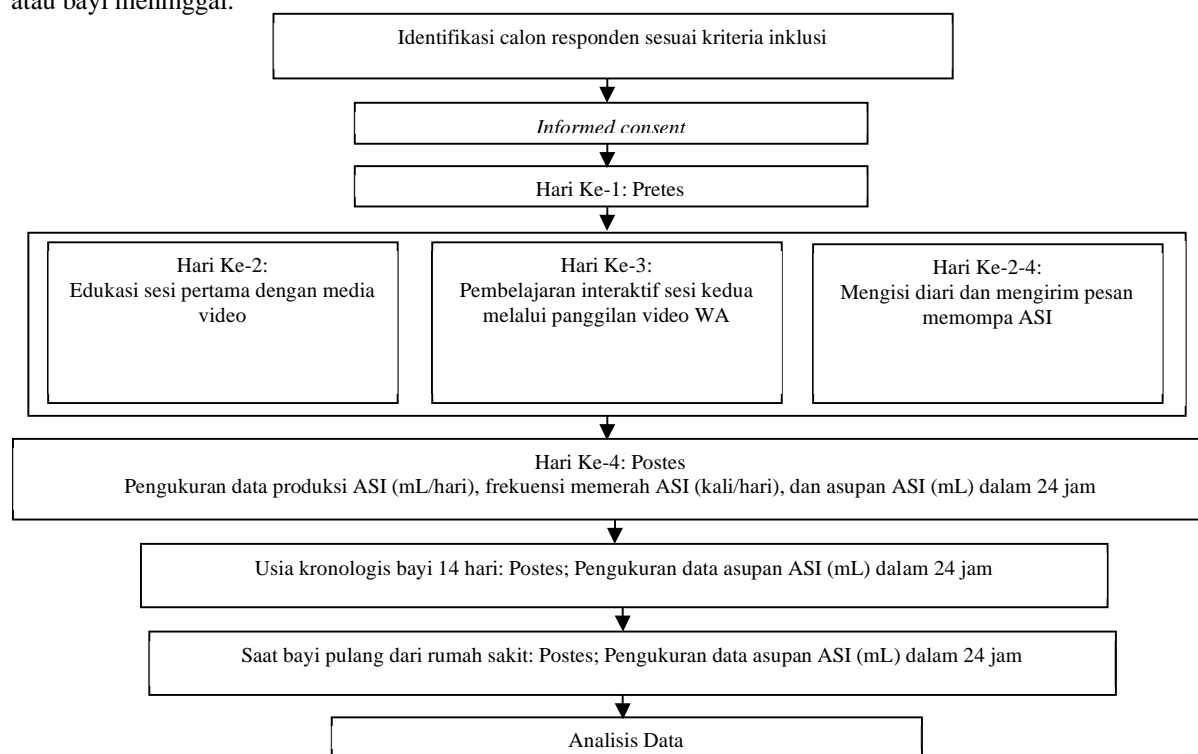 atau bayi meninggal.
Identifikasi calon responden sesuai kriteria inklusi
Informed consent
Hari Ke-1: Pretes
Hari Ke-2:
Edukasi sesi pertama dengan media
video
Hari Ke-3:
Pembelajaran interaktif sesi kedua
melalui panggilan video WA
Hari Ke-2-4:
Mengisi diari dan mengirim pesan
memompa ASI
Hari Ke-4: Postes
Pengukuran data produksi ASI (mL/hari), frekuensi memerah ASI (kali/hari), dan asupan ASI (mL) dalam 24 jam
Usia kronologis bayi 14 hari: Postes; Pengukuran data asupan ASI (mL) dalam 24 jam
Saat bayi pulang dari rumah sakit: Postes; Pengukuran data asupan ASI (mL) dalam 24 jam
Analisis Data